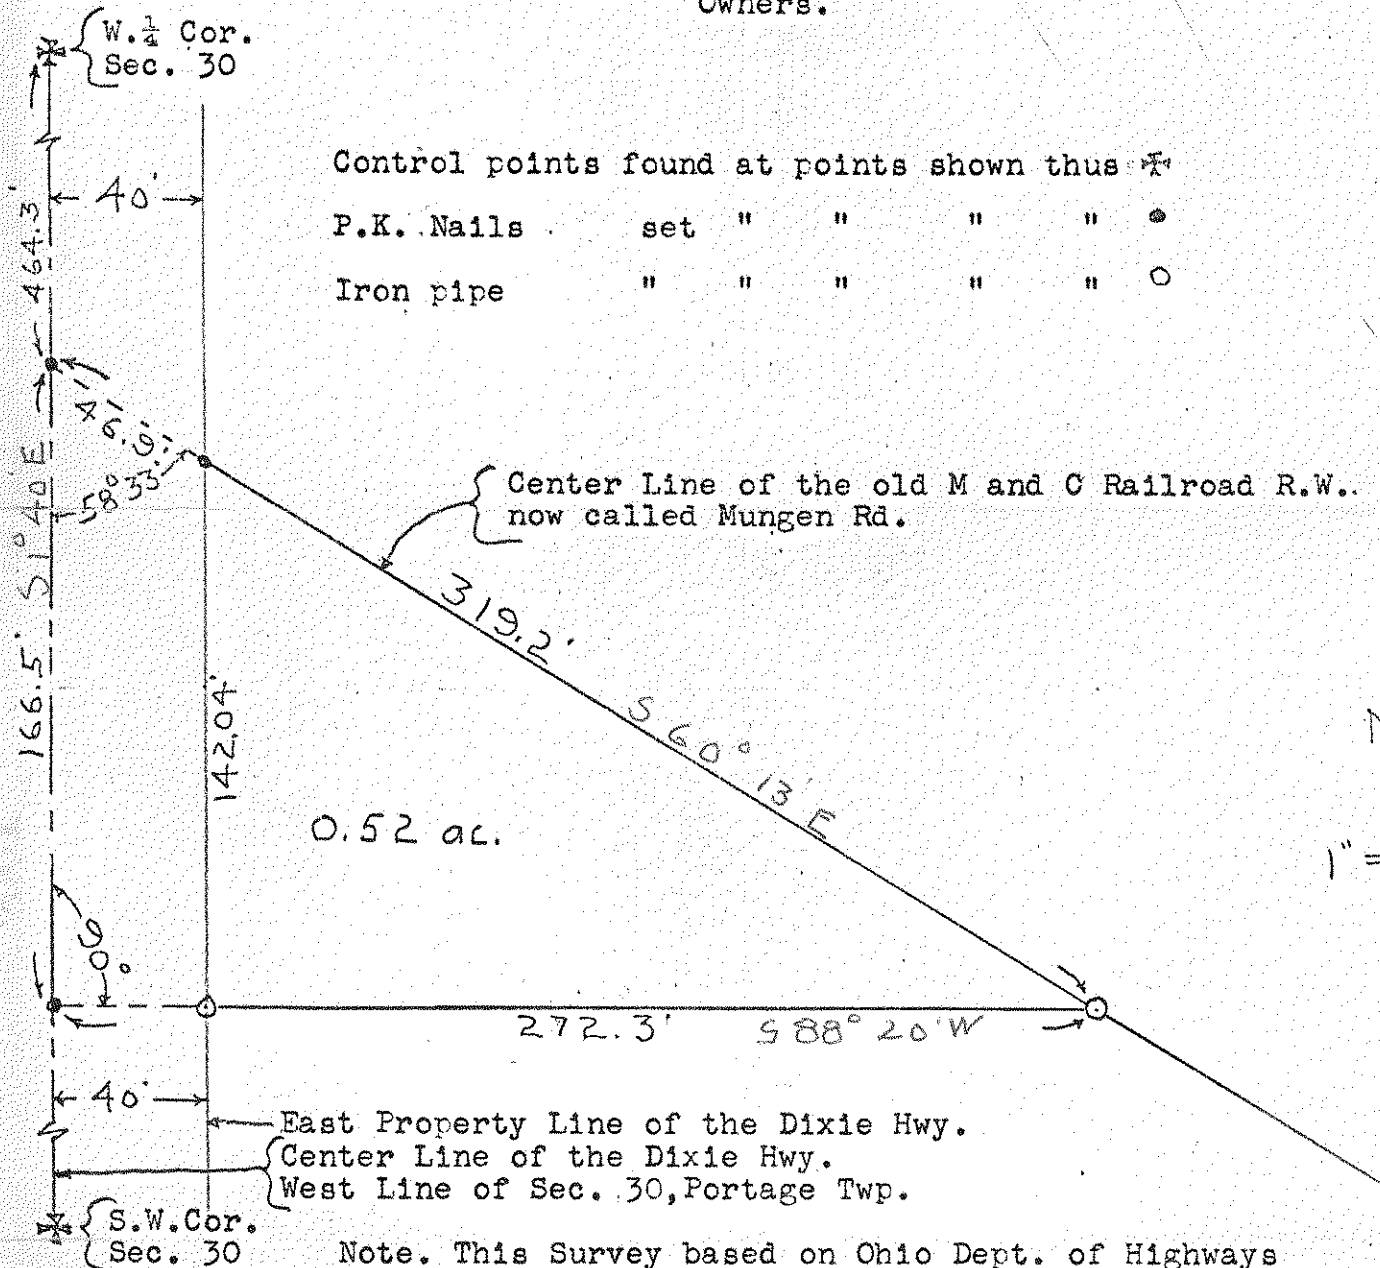 Owners.
W.¼ Cor.
Sec. 30
40'
Control points found at points shown thus
P.K. Nails set " " " "
Iron pipe " " " " "
464.3'
46.9'
58°33'
S 1° 40' E
Center Line of the old M and C Railroad R.W.
now called Mungen Rd.
319.2'
S 60° 13' E
166.5'
142.04'
0.52 ac.
1" =
90°
272.3' S 88° 20' W
40'
East Property Line of the Dixie Hwy.
Center Line of the Dixie Hwy.
West Line of Sec. 30, Portage Twp.
S.W. Cor.
Sec. 30
Note. This Survey based on Ohio Dept. of Highways